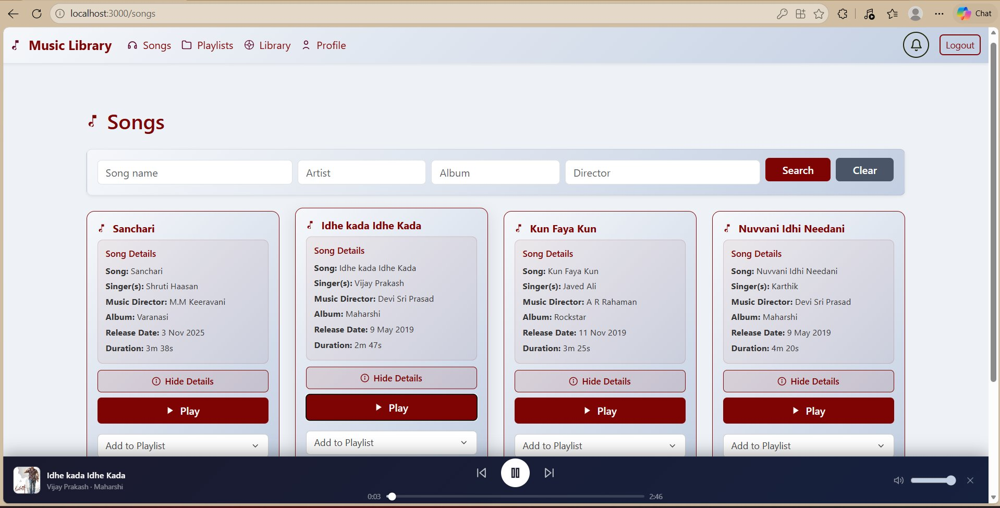 localhost:3000/songs
Chat
Music Library Songs Playlists Library Profile Logout
Songs
Song name Artist Album Director Search Clear
Sanchari
Song Details
Song: Sanchari
Singer(s): Shruti Haasan
Music Director: M.M Keeravani
Album: Varanasi
Release Date: 3 Nov 2025
Duration: 3m 38s
Hide Details
Play
Add to Playlist
Idhe kada Idhe Kada
Song Details
Song: Idhe kada Idhe Kada
Singer(s): Vijay Prakash
Music Director: Devi Sri Prasad
Album: Maharshi
Release Date: 9 May 2019
Duration: 2m 47s
Hide Details
Play
Add to Playlist
Kun Faya Kun
Song Details
Song: Kun Faya Kun
Singer(s): Javed Ali
Music Director: A R Rahaman
Album: Rockstar
Release Date: 11 Nov 2019
Duration: 3m 25s
Hide Details
Play
Add to Playlist
Nuvvani Idhi Needani
Song Details
Song: Nuvvani Idhi Needani
Singer(s): Karthik
Music Director: Devi Sri Prasad
Album: Maharshi
Release Date: 9 May 2019
Duration: 4m 20s
Hide Details
Play
Add to Playlist
Idhe kada Idhe Kada
Vijay Prakash · Maharshi
0:03 2:46